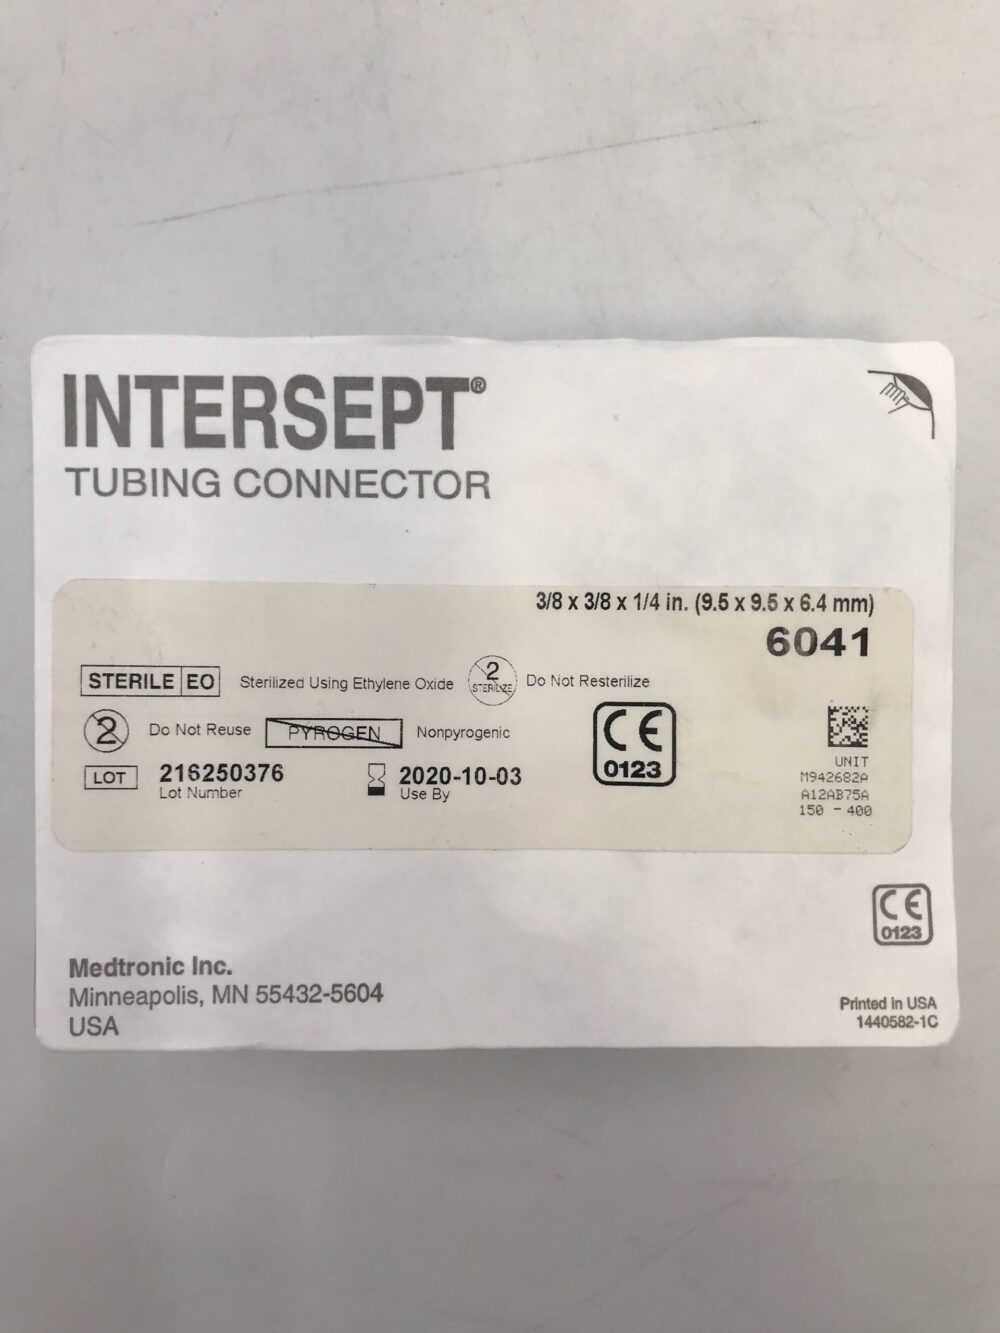 INTERSEPT®
TUBING CONNECTOR
3/8 x 3/8 x 1/4 in. (9.5 x 9.5 x 6.4 mm)
6041
STERILE EO Sterilized Using Ethylene Oxide 2 STERILIZE Do Not Resterilize
2 Do Not Reuse PYROGEN Nonpyrogenic
CE 0123
LOT 216250376
Lot Number
2020-10-03
Use By
UNIT
M942682A
A12AB75A
150 - 400
CE
0123
Medtronic Inc.
Minneapolis, MN 55432-5604
USA
Printed in USA
1440582-1C